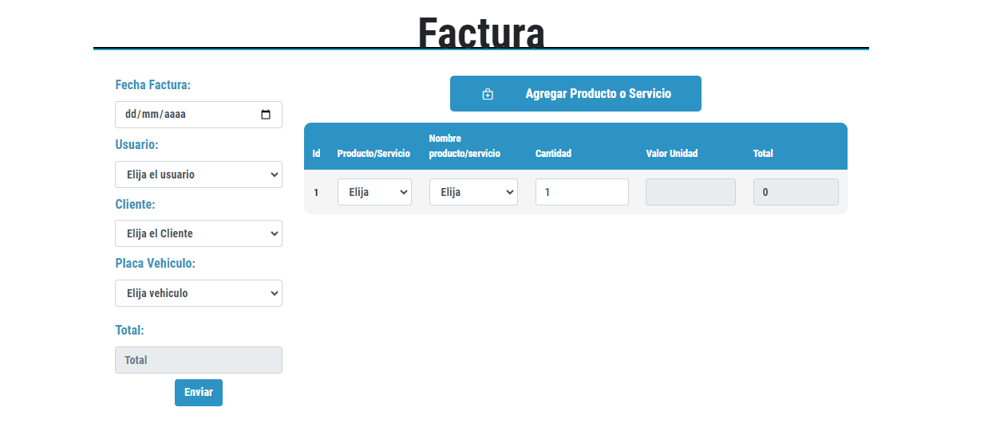 Factura
Fecha Factura:
dd/mm/aaaa
Usuario:
Elija el usuario
Cliente:
Elija el Cliente
Placa Vehiculo:
Elija vehiculo
Total:
Total
Enviar
Agregar Producto o Servicio
Id Producto/Servicio Nombre producto/servicio Cantidad Valor Unidad Total
1 Elija Elija 1 0